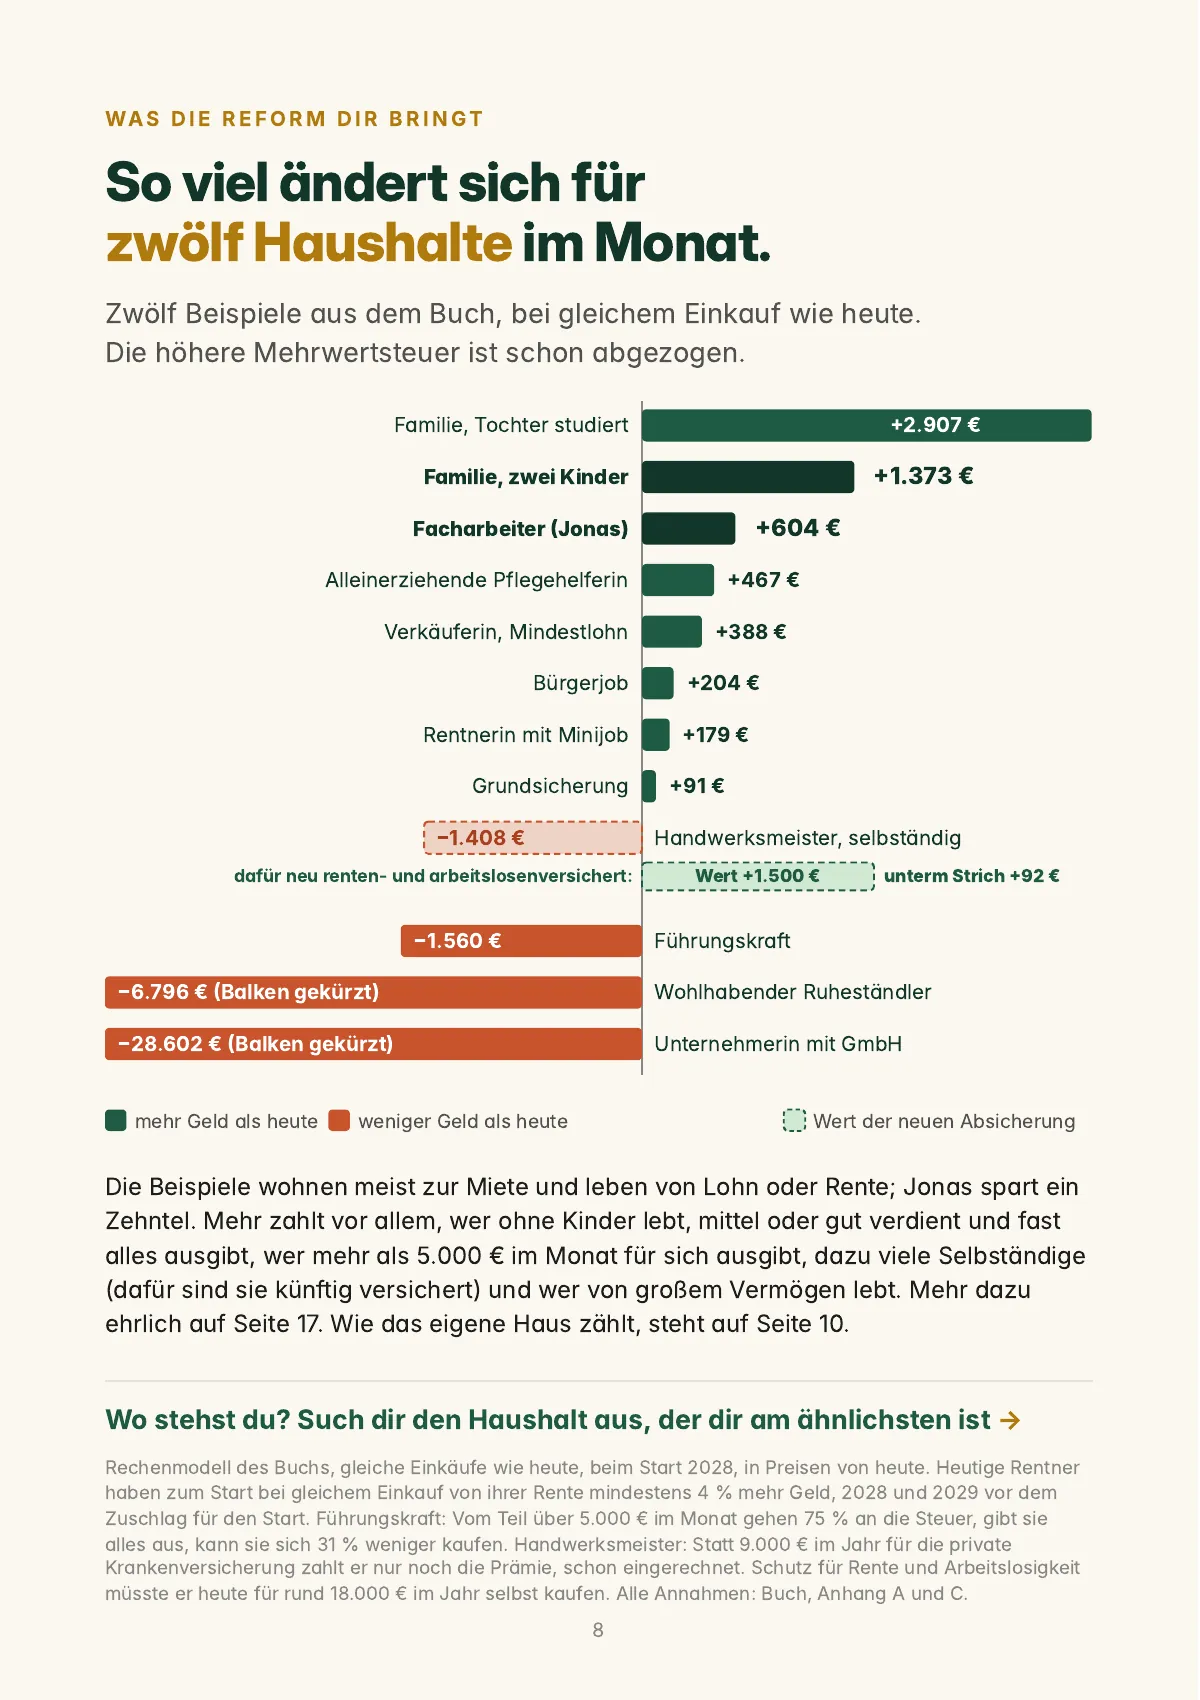 WAS DIE REFORM DIR BRINGT
So viel ändert sich für
zwölf Haushalte im Monat.
Zwölf Beispiele aus dem Buch, bei gleichem Einkauf wie heute.
Die höhere Mehrwertsteuer ist schon abgezogen.
Familie, Tochter studiert +2.907 €
Familie, zwei Kinder +1.373 €
Facharbeiter (Jonas) +604 €
Alleinerziehende Pflegehelferin +467 €
Verkäuferin, Mindestlohn +388 €
Bürgerjob +204 €
Rentnerin mit Minijob +179 €
Grundsicherung +91 €
−1.408 € Handwerksmeister, selbständig
dafür neu renten- und arbeitslosenversichert: Wert +1.500 € unterm Strich +92 €
−1.560 € Führungskraft
−6.796 € (Balken gekürzt) Wohlhabender Ruheständler
−28.602 € (Balken gekürzt) Unternehmerin mit GmbH
mehr Geld als heute weniger Geld als heute Wert der neuen Absicherung
Die Beispiele wohnen meist zur Miete und leben von Lohn oder Rente; Jonas spart ein
Zehntel. Mehr zahlt vor allem, wer ohne Kinder lebt, mittel oder gut verdient und fast
alles ausgibt, wer mehr als 5.000 € im Monat für sich ausgibt, dazu viele Selbständige
(dafür sind sie künftig versichert) und wer von großem Vermögen lebt. Mehr dazu
ehrlich auf Seite 17. Wie das eigene Haus zählt, steht auf Seite 10.
Wo stehst du? Such dir den Haushalt aus, der dir am ähnlichsten ist →
Rechenmodell des Buchs, gleiche Einkäufe wie heute, beim Start 2028, in Preisen von heute. Heutige Rentner
haben zum Start bei gleichem Einkauf von ihrer Rente mindestens 4 % mehr Geld, 2028 und 2029 vor dem
Zuschlag für den Start. Führungskraft: Vom Teil über 5.000 € im Monat gehen 75 % an die Steuer, gibt sie
alles aus, kann sie sich 31 % weniger kaufen. Handwerksmeister: Statt 9.000 € im Jahr für die private
Krankenversicherung zahlt er nur noch die Prämie, schon eingerechnet. Schutz für Rente und Arbeitslosigkeit
müsste er heute für rund 18.000 € im Jahr selbst kaufen. Alle Annahmen: Buch, Anhang A und C.
8